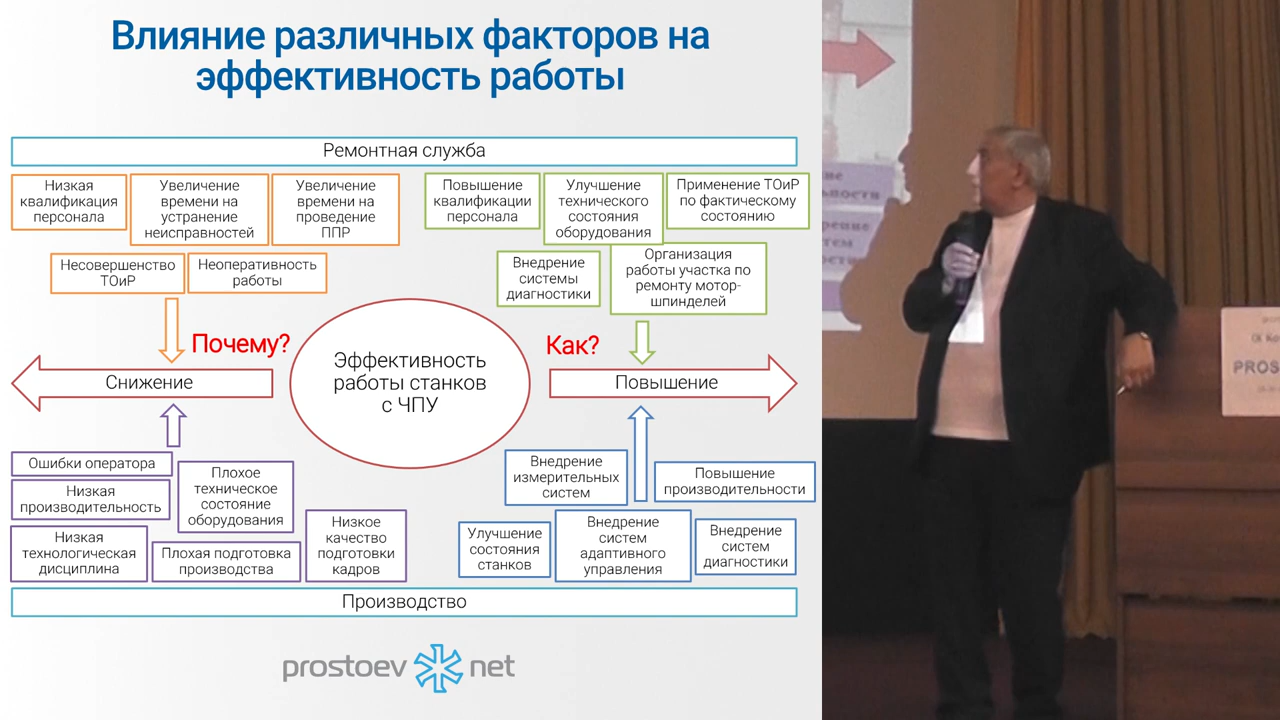 Влияние различных факторов на
эффективность работы
Ремонтная служба
Низкая
квалификация
персонала
Увеличение
времени на
устранение
неисправностей
Увеличение
времени на
проведение
ППР
Несовершенство
ТОиР
Неоперативность
работы
Повышение
квалификации
персонала
Улучшение
технического
состояния
оборудования
Применение ТОиР
по фактическому
состоянию
Внедрение
системы
диагностики
Организация
работы участка по
ремонту мотор-
шпинделей
Почему?
Как?
Снижение
Эффективность
работы станков
с ЧПУ
Повышение
Ошибки оператора
Низкая
производительность
Плохое
техническое
состояние
оборудования
Низкая
технологическая
дисциплина
Плохая подготовка
производства
Низкое
качество
подготовки
кадров
Внедрение
измерительных
систем
Повышение
производительности
Улучшение
состояния
станков
Внедрение
систем
адаптивного
управления
Внедрение
систем
диагностики
Производство
prostoev net
PROS